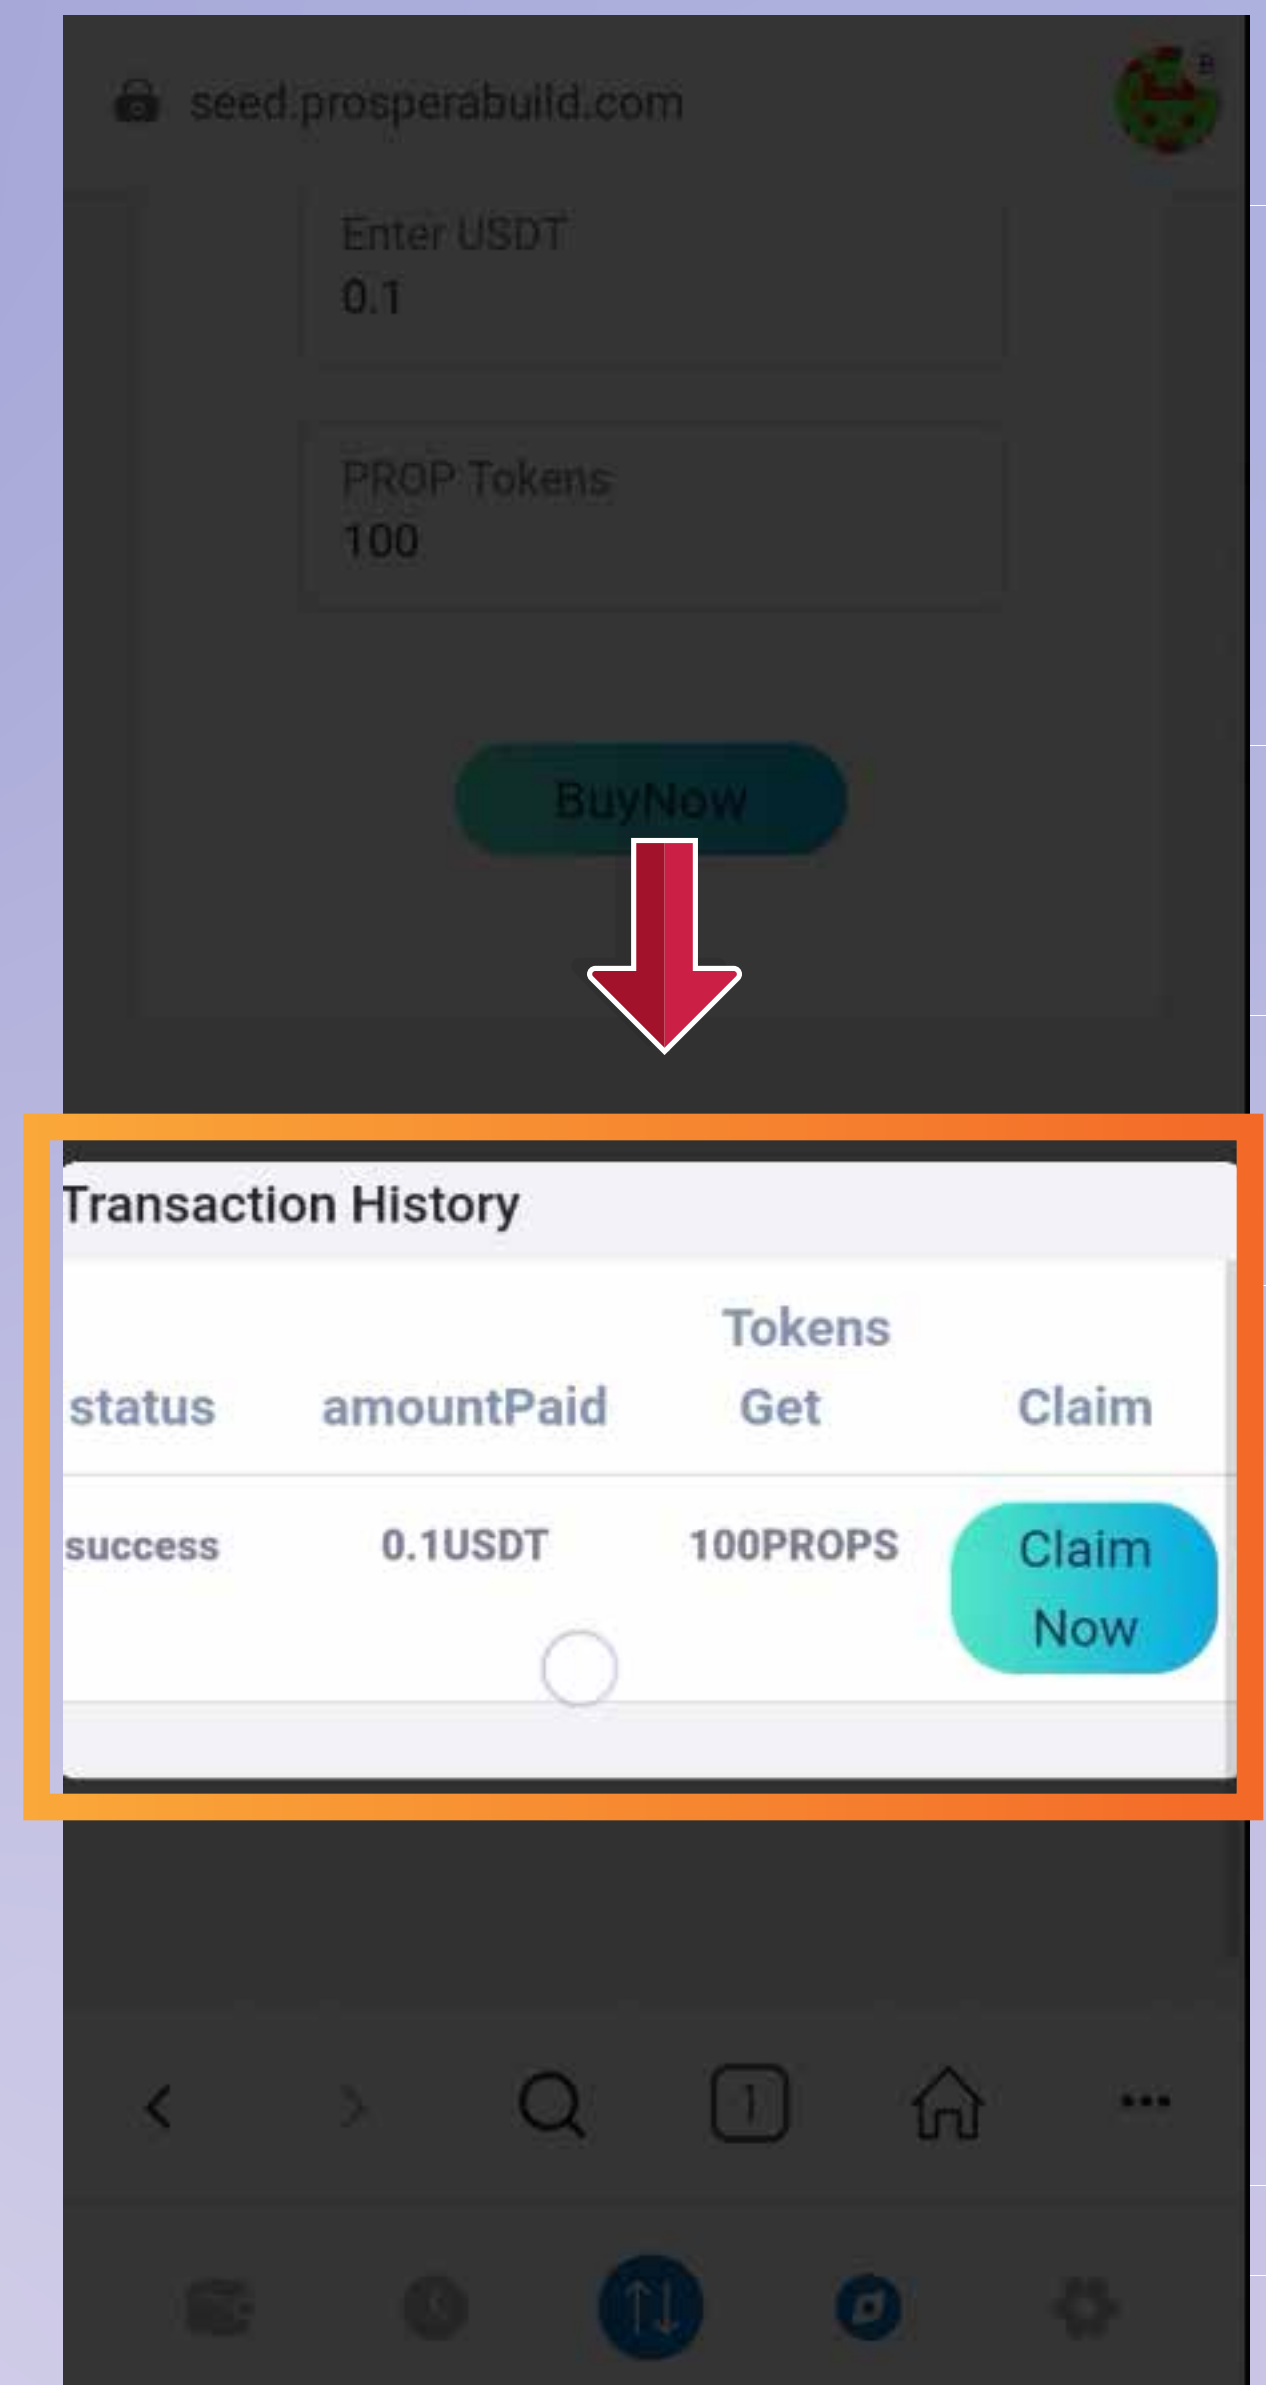 seed.prosperabuild.com
B
Enter USDT
0.1
PROP Tokens
100
BuyNow
Transaction History
status amountPaid Tokens Get Claim
success 0.1USDT 100PROPS Claim Now
1